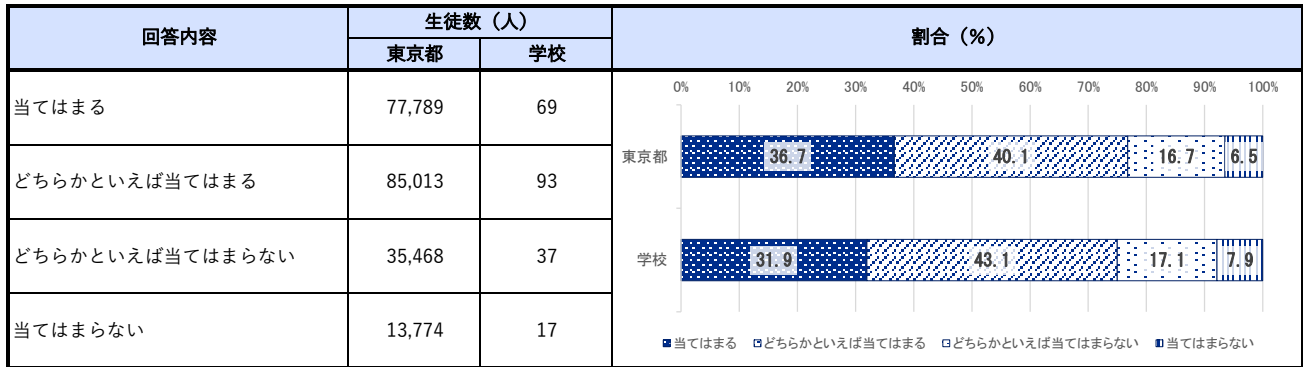 回答内容
生徒数（人）
割合（%）
東京都
学校
0%
10%
20%
30%
40%
50%
60%
70%
80%
90%
100%
当てはまる
77,789
69
東京都
36.7
40.1
16.7
6.5
どちらかといえば当てはまる
85,013
93
どちらかといえば当てはまらない
35,468
37
学校
31.9
43.1
17.1
7.9
当てはまらない
13,774
17
当てはまる
どちらかといえば当てはまる
どちらかといえば当てはまらない
当てはまらない